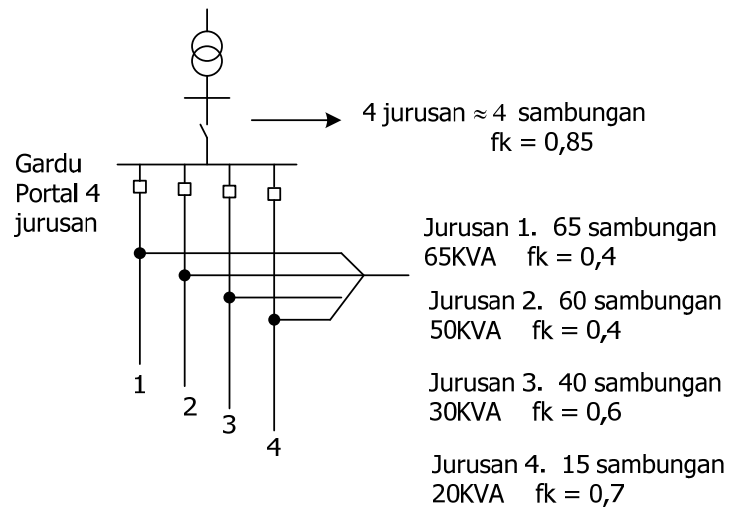 4 jurusan ≈ 4 sambungan
fk = 0,85
Gardu
Portal 4
jurusan
Jurusan 1. 65 sambungan
65KVA fk = 0,4
Jurusan 2. 60 sambungan
50KVA fk = 0,4
Jurusan 3. 40 sambungan
30KVA fk = 0,6
Jurusan 4. 15 sambungan
20KVA fk = 0,7
1
2
3
4